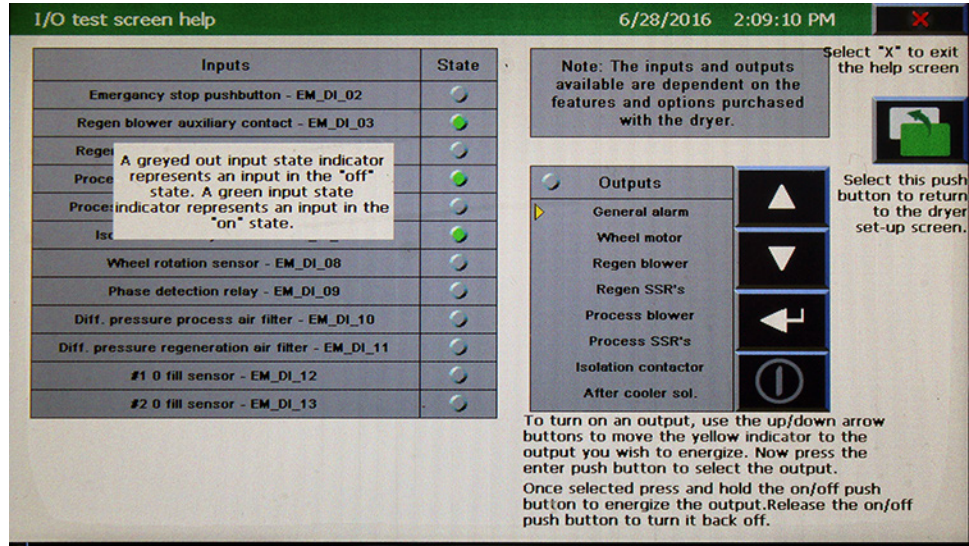 I/O test screen help
6/28/2016 2:09:10 PM
Select "X" to exit
the help screen
Inputs State
Emergancy stop pushbutton - EM_DI_02
Regen blower auxiliary contact - EM_DI_03
Rege
Proce
Proce
Iso
A greyed out input state indicator
represents an input in the "off"
state. A green input state
indicator represents an input in the
"on" state.
Wheel rotation sensor - EM_DI_08
Phase detection relay - EM_DI_09
Diff. pressure process air filter - EM_DI_10
Diff. pressure regeneration air filter - EM_DI_11
#1 0 fill sensor - EM_DI_12
#2 0 fill sensor - EM_DI_13
Note: The inputs and outputs
available are dependent on the
features and options purchased
with the dryer.
Outputs
General alarm
Wheel motor
Regen blower
Regen SSR's
Process blower
Process SSR's
Isolation contactor
After cooler sol.
Select this push
button to return
to the dryer
set-up screen.
To turn on an output, use the up/down arrow
buttons to move the yellow indicator to the
output you wish to energize. Now press the
enter push button to select the output.
Once selected press and hold the on/off push
button to energize the output.Release the on/off
push button to turn it back off.